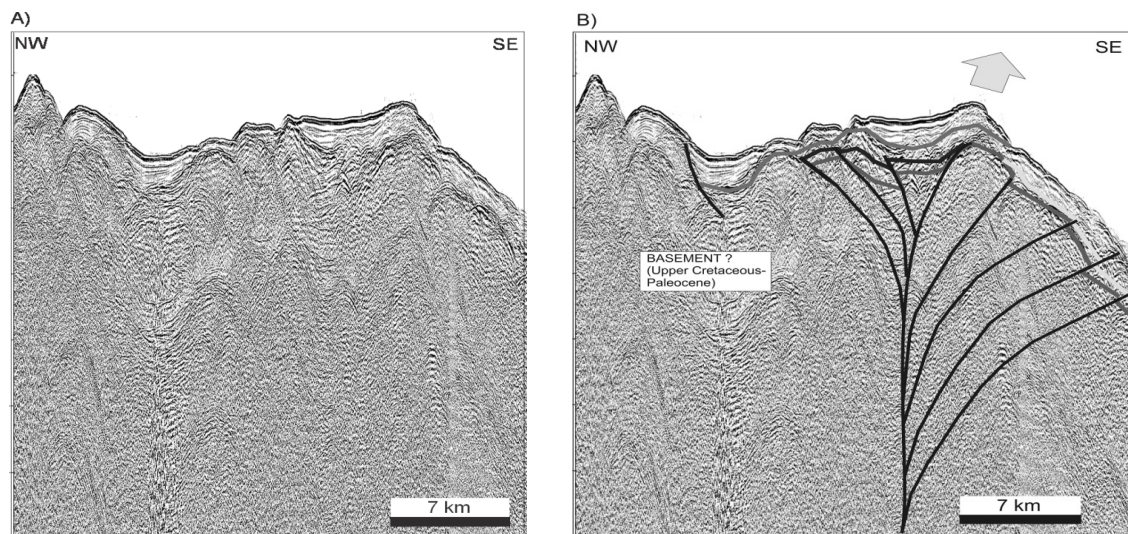 A)
NW
SE
7 km
B)
NW
SE
BASEMENT ?
(Upper Cretaceous-
Paleocene)
7 km